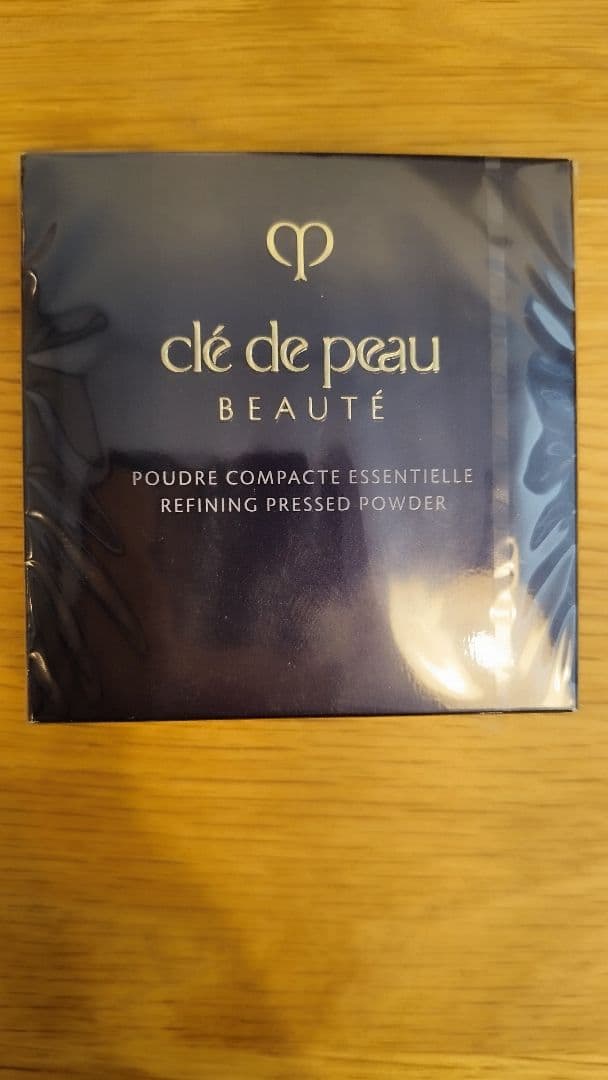 clé de peau
BEAUTÉ
POUDRE COMPACTE ESSENTIELLE
REFINING PRESSED POWDER